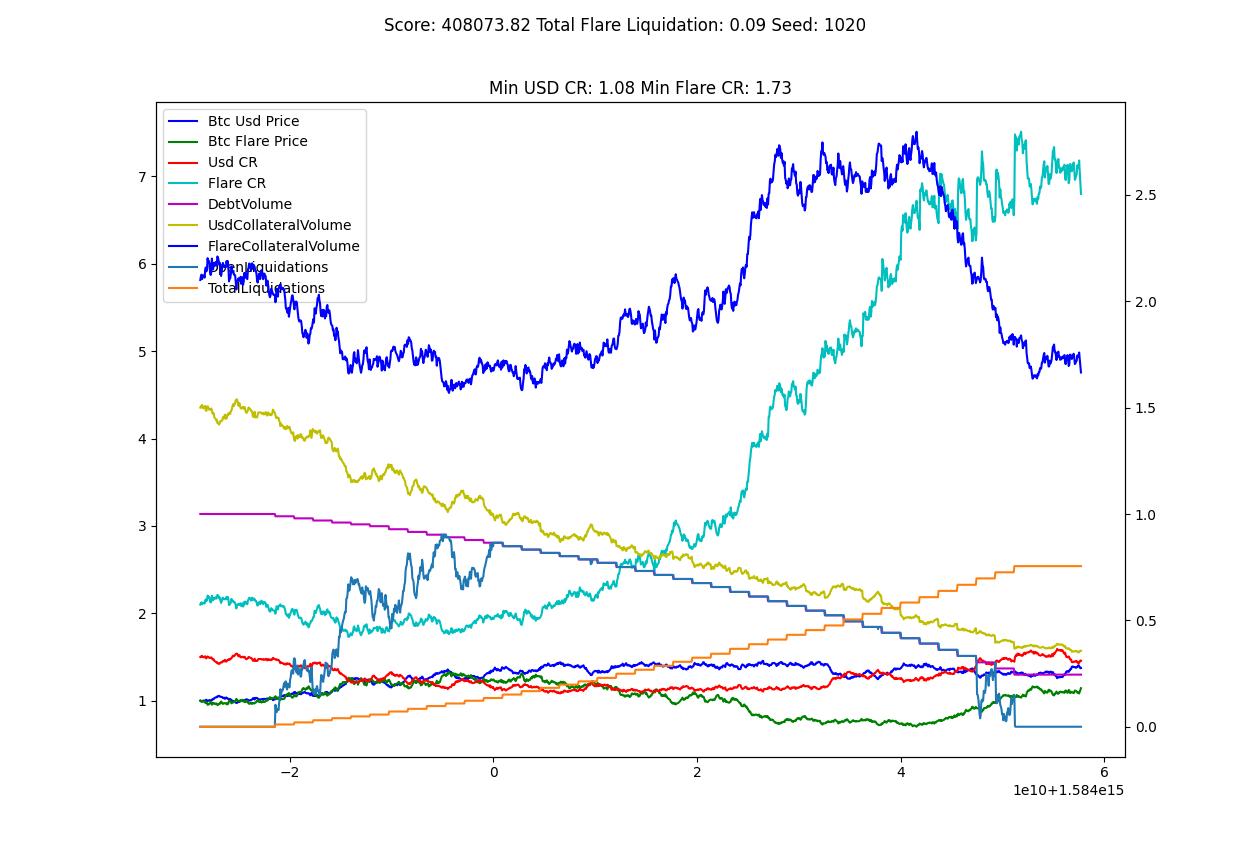 Score: 408073.82 Total Flare Liquidation: 0.09 Seed: 1020
Min USD CR: 1.08 Min Flare CR: 1.73
Btc Usd Price
Btc Flare Price
Usd CR
Flare CR
DebtVolume
UsdCollateralVolume
FlareCollateralVolume
OpenLiquidations
TotalLiquidations
7
6
5
4
3
2
1
2.5
2.0
1.5
1.0
0.5
0.0
−2
0
2
4
6
1e10+1.584e15